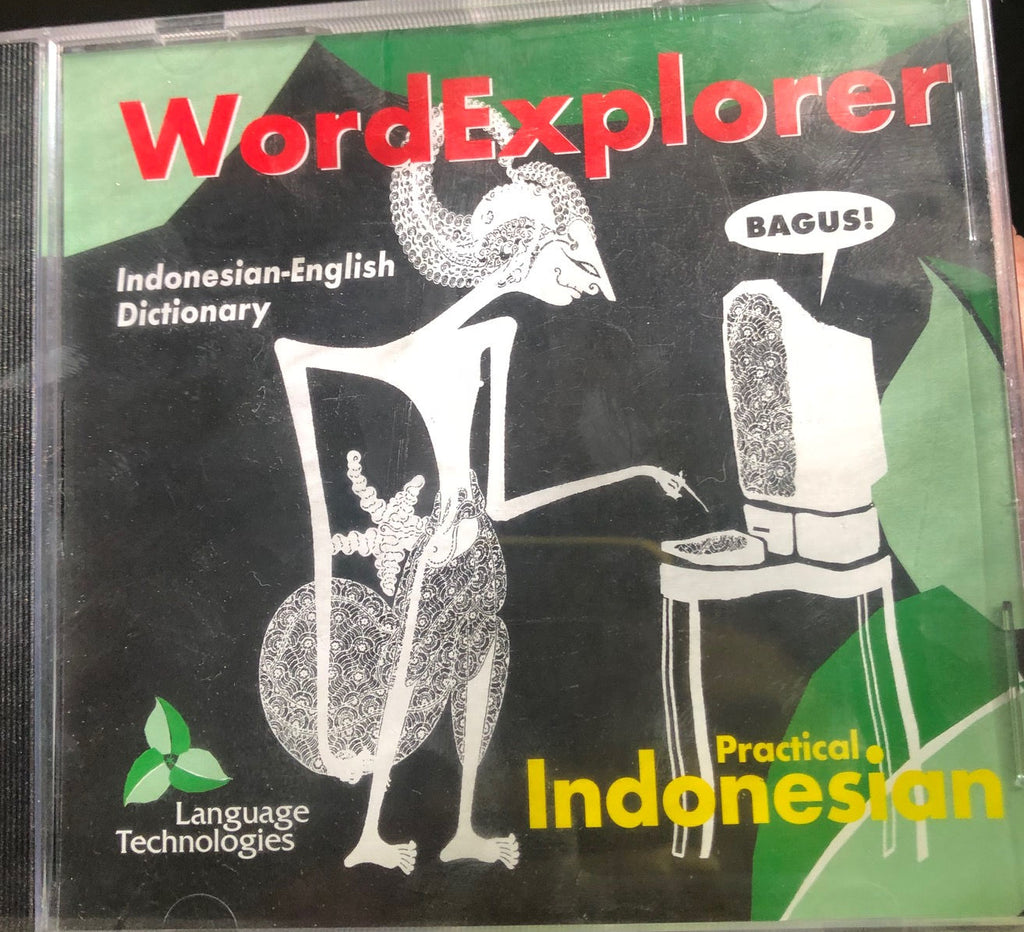 WordExplorer
BAGUS!
Indonesian-English
Dictionary
Practical
Indonesian
Language
Technologies